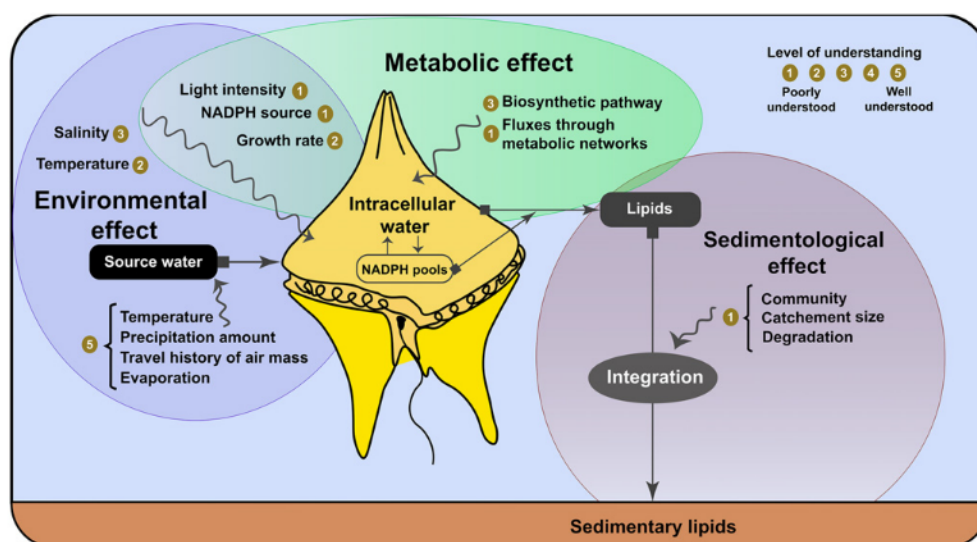 Metabolic effect
Level of understanding
1 2 3 4 5
Poorly understood
Well understood
Light intensity 1
NADPH source 1
Growth rate 2
Salinity 3
Temperature 2
3 Biosynthetic pathway
1 Fluxes through
metabolic networks
Environmental
effect
Source water
Intracellular
water
NADPH pools
Lipids
Sedimentological
effect
5
Temperature
Precipitation amount
Travel history of air mass
Evaporation
1
Community
Catchement size
Degradation
Integration
Sedimentary lipids